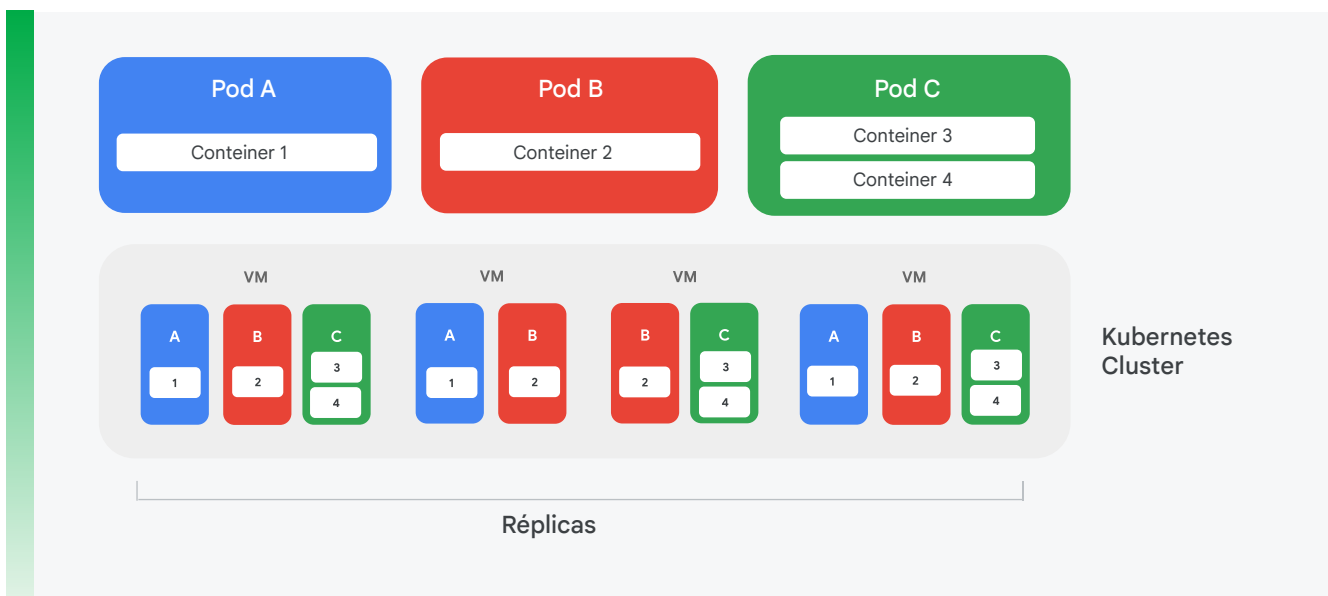 Pod A
Pod B
Pod C
Conteiner 1
Conteiner 2
Conteiner 3
Conteiner 4
VM
VM
VM
VM
A
B
C
A
B
B
C
A
B
C
1
2
3
4
1
2
2
3
4
1
2
3
4
Kubernetes
Cluster
Réplicas